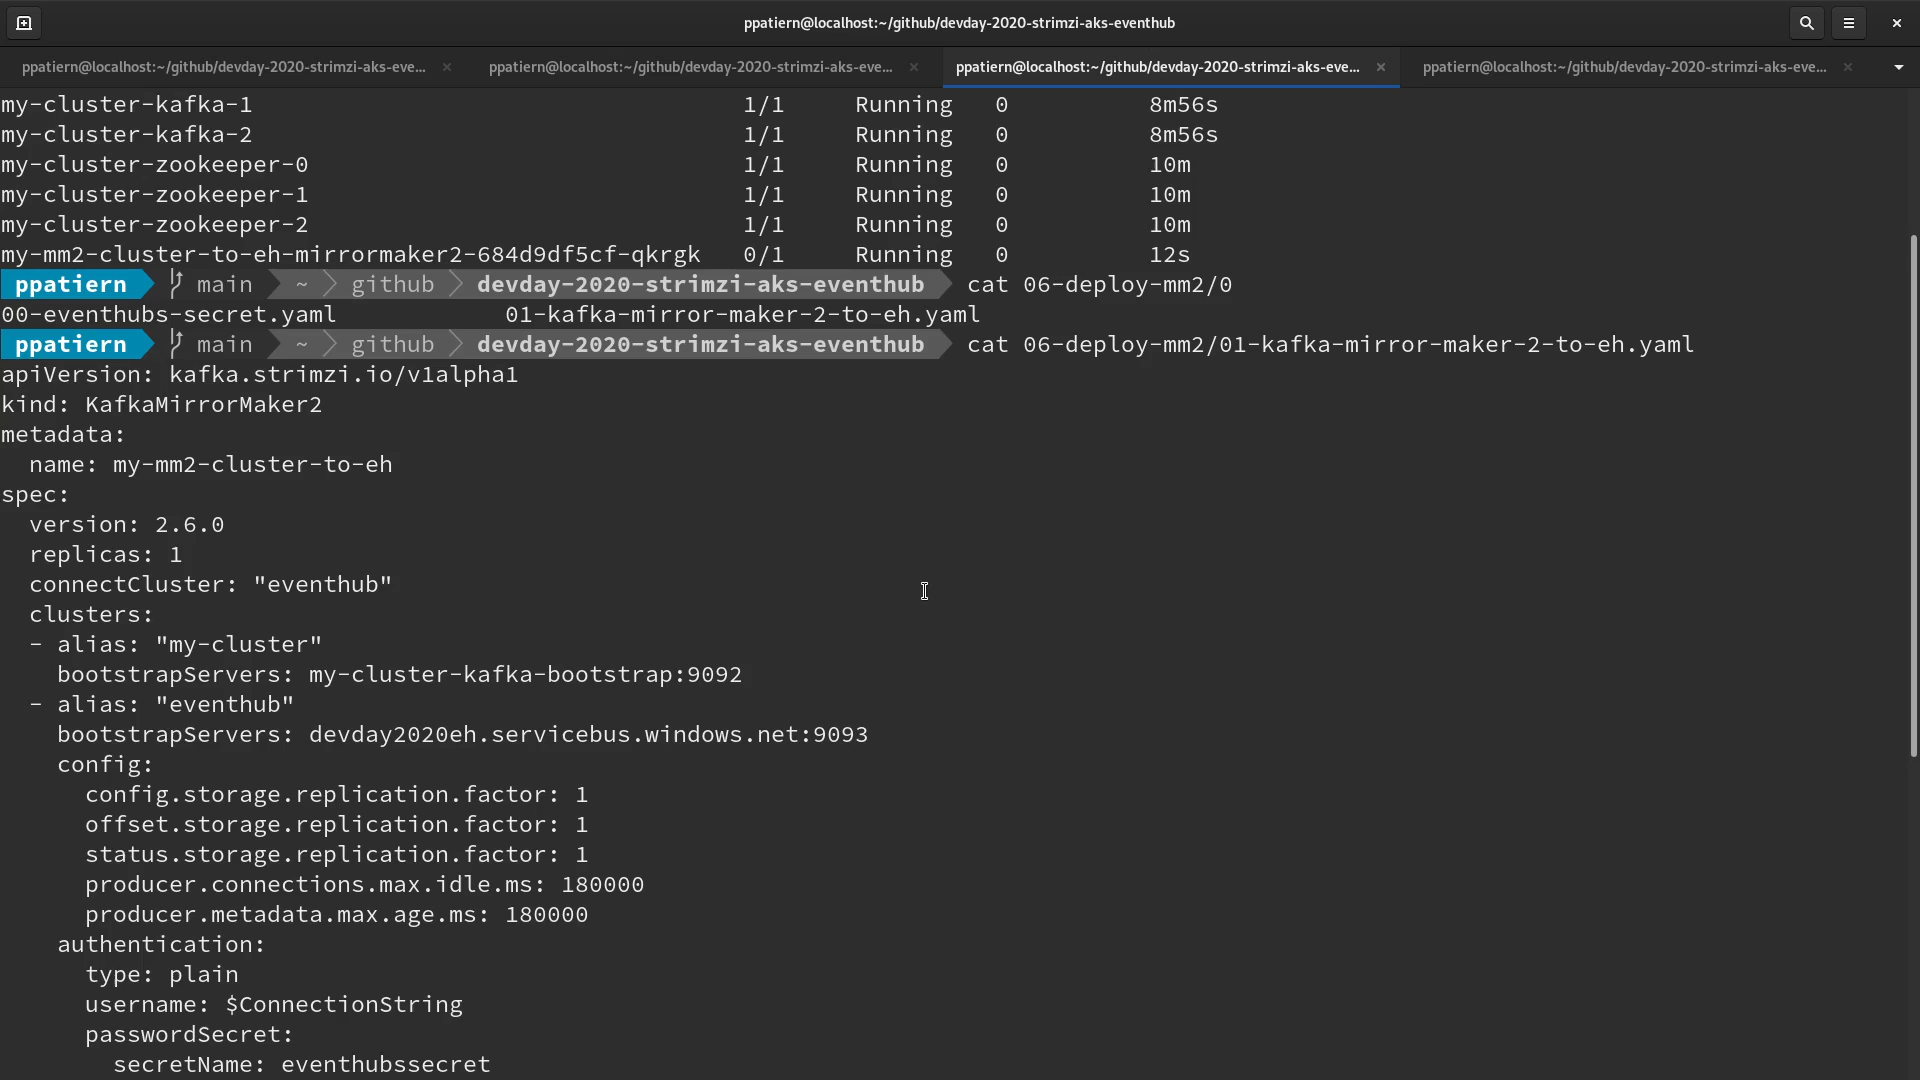 ppatiern@localhost:~/github/devday-2020-strimzi-aks-eventhub
ppatiern@localhost:~/github/devday-2020-strimzi-aks-eve... ppatiern@localhost:~/github/devday-2020-strimzi-aks-eve... ppatiern@localhost:~/github/devday-2020-strimzi-aks-eve... ppatiern@localhost:~/github/devday-2020-strimzi-aks-eve...
my-cluster-kafka-1 1/1 Running 0 8m56s
my-cluster-kafka-2 1/1 Running 0 8m56s
my-cluster-zookeeper-0 1/1 Running 0 10m
my-cluster-zookeeper-1 1/1 Running 0 10m
my-cluster-zookeeper-2 1/1 Running 0 10m
my-mm2-cluster-to-eh-mirrormaker2-684d9df5cf-qkrgk 0/1 Running 0 12s
ppatiern main ~ github devday-2020-strimzi-aks-eventhub cat 06-deploy-mm2/0
00-eventhubs-secret.yaml 01-kafka-mirror-maker-2-to-eh.yaml
ppatiern main ~ github devday-2020-strimzi-aks-eventhub cat 06-deploy-mm2/01-kafka-mirror-maker-2-to-eh.yaml
apiVersion: kafka.strimzi.io/v1alpha1
kind: KafkaMirrorMaker2
metadata:
  name: my-mm2-cluster-to-eh
spec:
  version: 2.6.0
  replicas: 1
  connectCluster: "eventhub"
  clusters:
  - alias: "my-cluster"
    bootstrapServers: my-cluster-kafka-bootstrap:9092
  - alias: "eventhub"
    bootstrapServers: devday2020eh.servicebus.windows.net:9093
    config:
      config.storage.replication.factor: 1
      offset.storage.replication.factor: 1
      status.storage.replication.factor: 1
      producer.connections.max.idle.ms: 180000
      producer.metadata.max.age.ms: 180000
    authentication:
      type: plain
      username: $ConnectionString
      passwordSecret:
        secretName: eventhubssecret